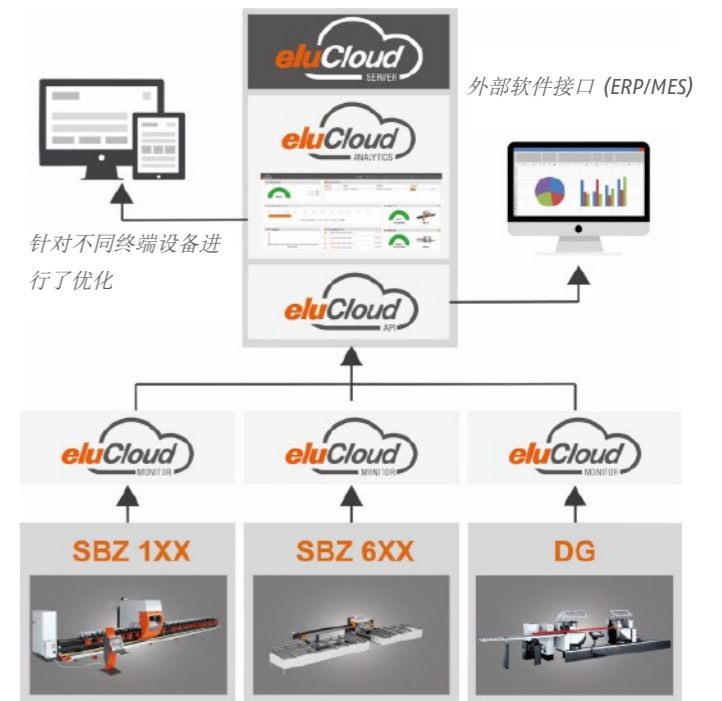 eluCloud
SERVER
外部软件接口 (ERP/MES)
eluCloud
ANALYTICS
针对不同终端设备进
行了优化
eluCloud
API
eluCloud
MONITOR
eluCloud
MONITOR
eluCloud
MONITOR
SBZ 1XX
SBZ 6XX
DG